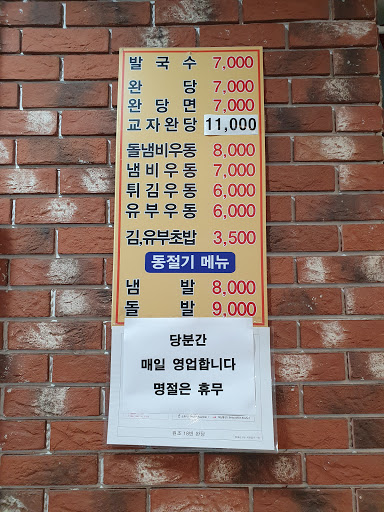 발국수 7,000
완당 7,000
완당면 7,000
교자완당 11,000
돌냄비우동 8,000
냄비우동 7,000
튀김우동 6,000
유부우동 6,000
김,유부초밥 3,500
동절기 메뉴
냄발 8,000
돌발 9,000
당분간
매일 영업합니다
명절은 휴무